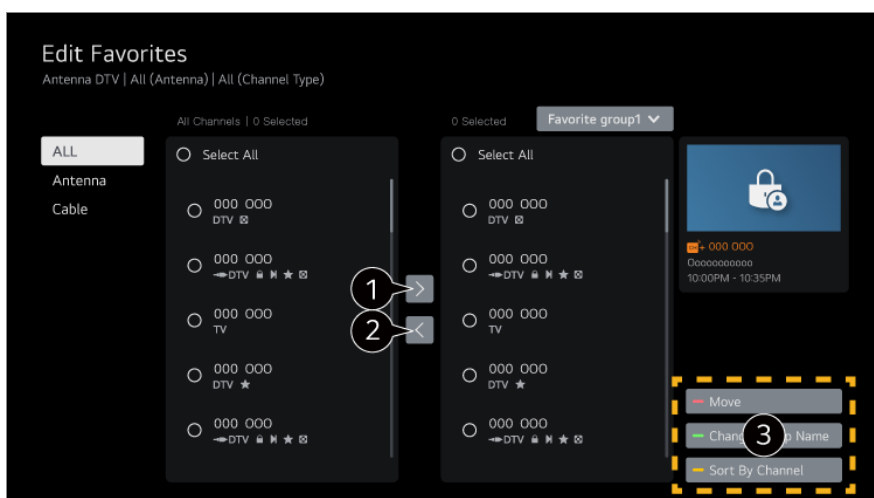 Edit Favorites
Antenna DTV | All (Antenna) | All (Channel Type)
All Channels | 0 Selected
0 Selected
Favorite group1
ALL
Antenna
Cable
Select All
000 000
DTV
000 000
DTV
000 000
TV
000 000
DTV
000 000
DTV
1
2
Select All
000 000
DTV
000 000
DTV
000 000
TV
000 000
DTV
000 000
DTV
CH+ 000 000
Ooooooooooo
10:00PM - 10:35PM
Move
3
Name
Sort By Channel